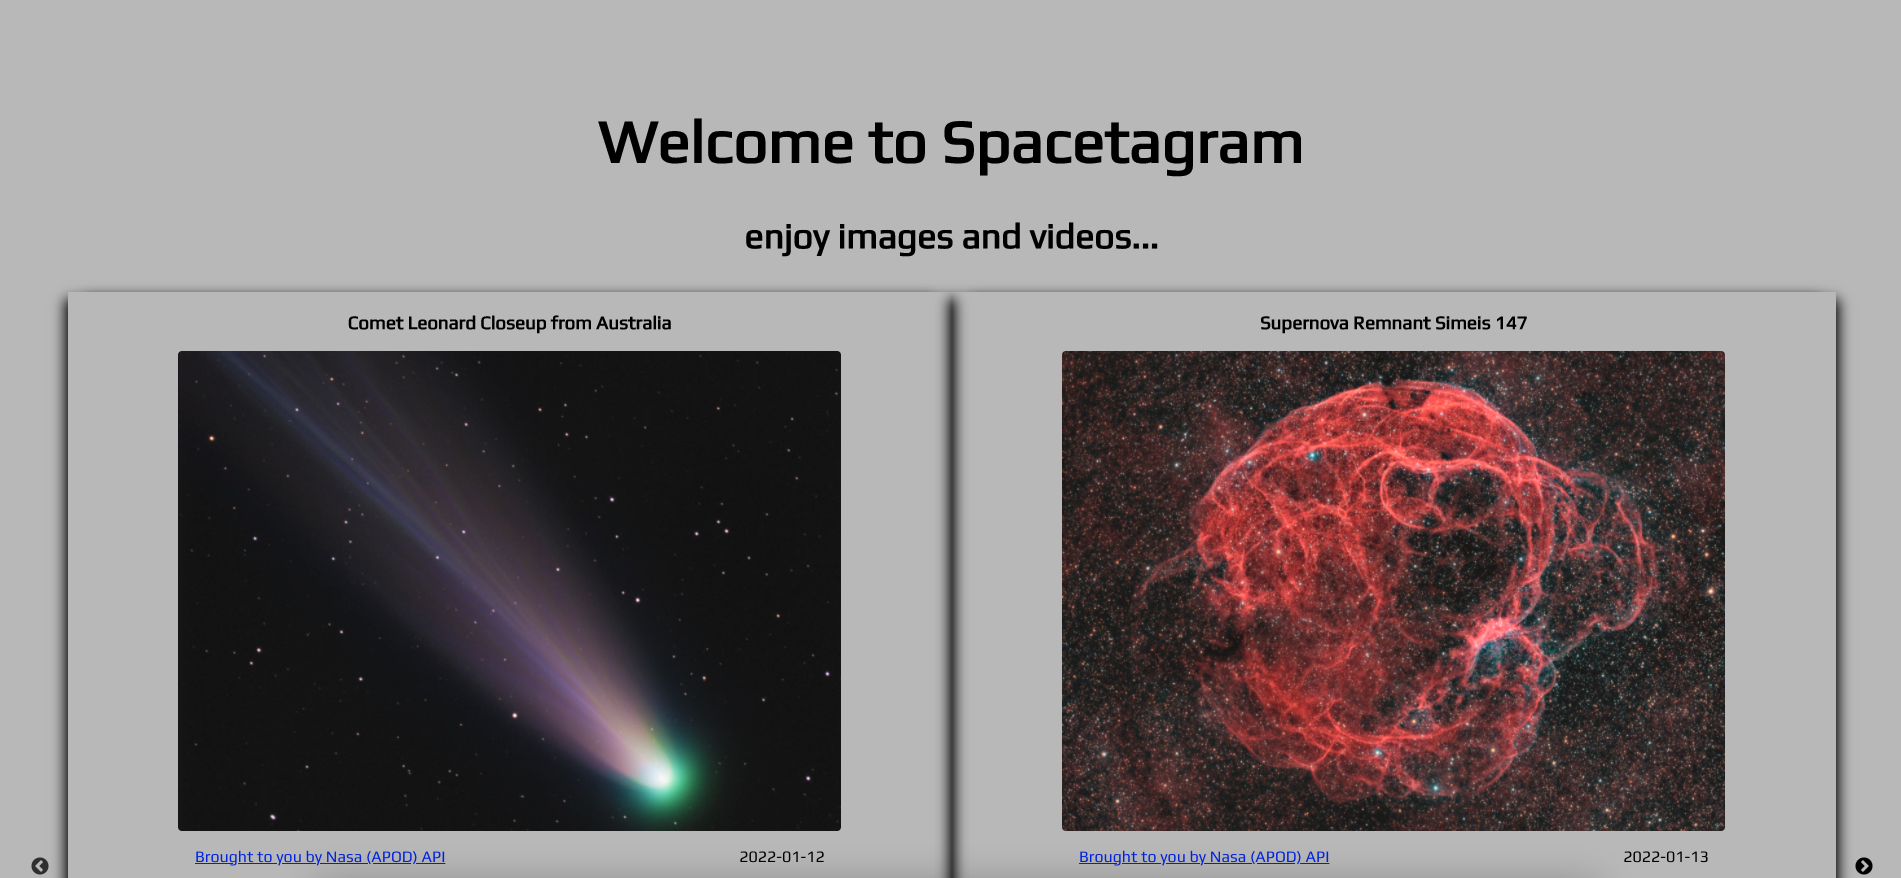 Welcome to Spacetagram
enjoy images and videos...
Comet Leonard Closeup from Australia
Brought to you by Nasa (APOD) API
2022-01-12
Supernova Remnant Simeis 147
Brought to you by Nasa (APOD) API
2022-01-13